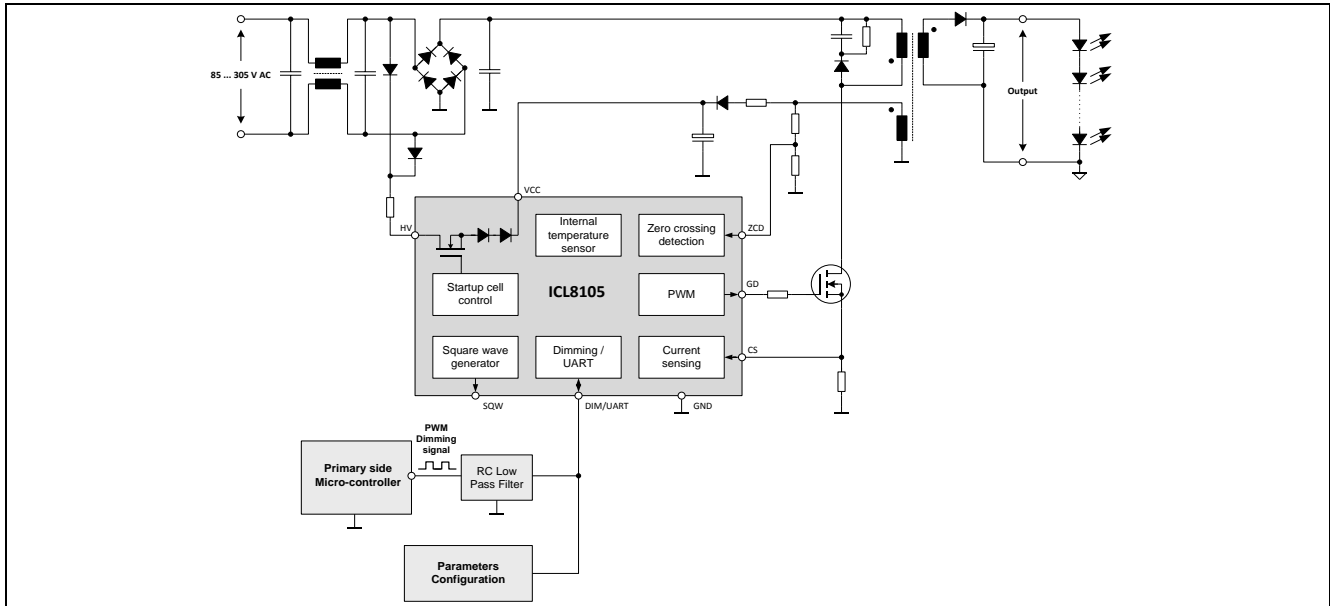 85 ... 305 V AC
Output
VCC
HV
Internal
temperature
sensor
Zero crossing
detection
ZCD
Startup cell
control
ICL8105
PWM
GD
Square wave
generator
Dimming /
UART
Current
sensing
CS
SQW
DIM/UART
GND
PWM
Dimming
signal
Primary side
Micro-controller
RC Low
Pass Filter
Parameters
Configuration